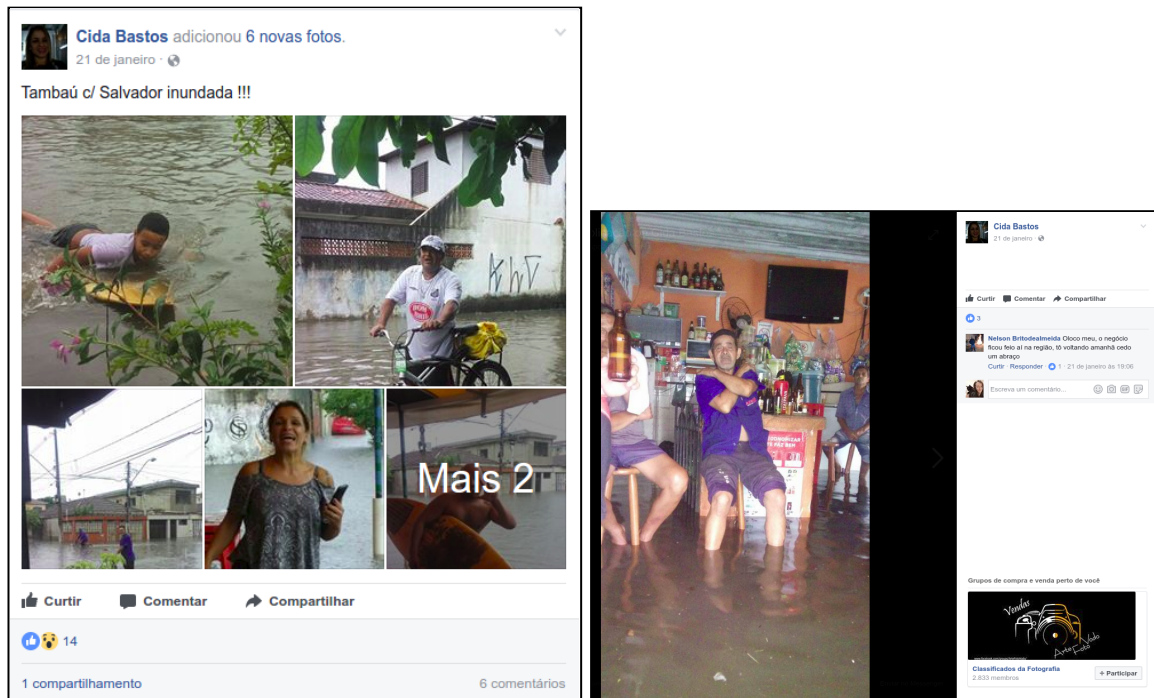 Cida Bastos adicionou 6 novas fotos.
21 de janeiro ·
Tambaú c/ Salvador inundada !!!
Mais 2
Curtir Comentar Compartilhar
14
1 compartilhamento 6 comentários
Cida Bastos
21 de janeiro ·
Curtir Comentar Compartilhar
3
Nelson Britodealmeida Oloco meu, o negócio
ficou feio aí na região, tô voltando amanhã cedo
um abraço
Curtir · Responder · 1 · 21 de janeiro às 19:06
Escreva um comentário...
Grupos de compra e venda perto de você
Vendas
Classificados da Fotografia
2.833 membros
+ Participar